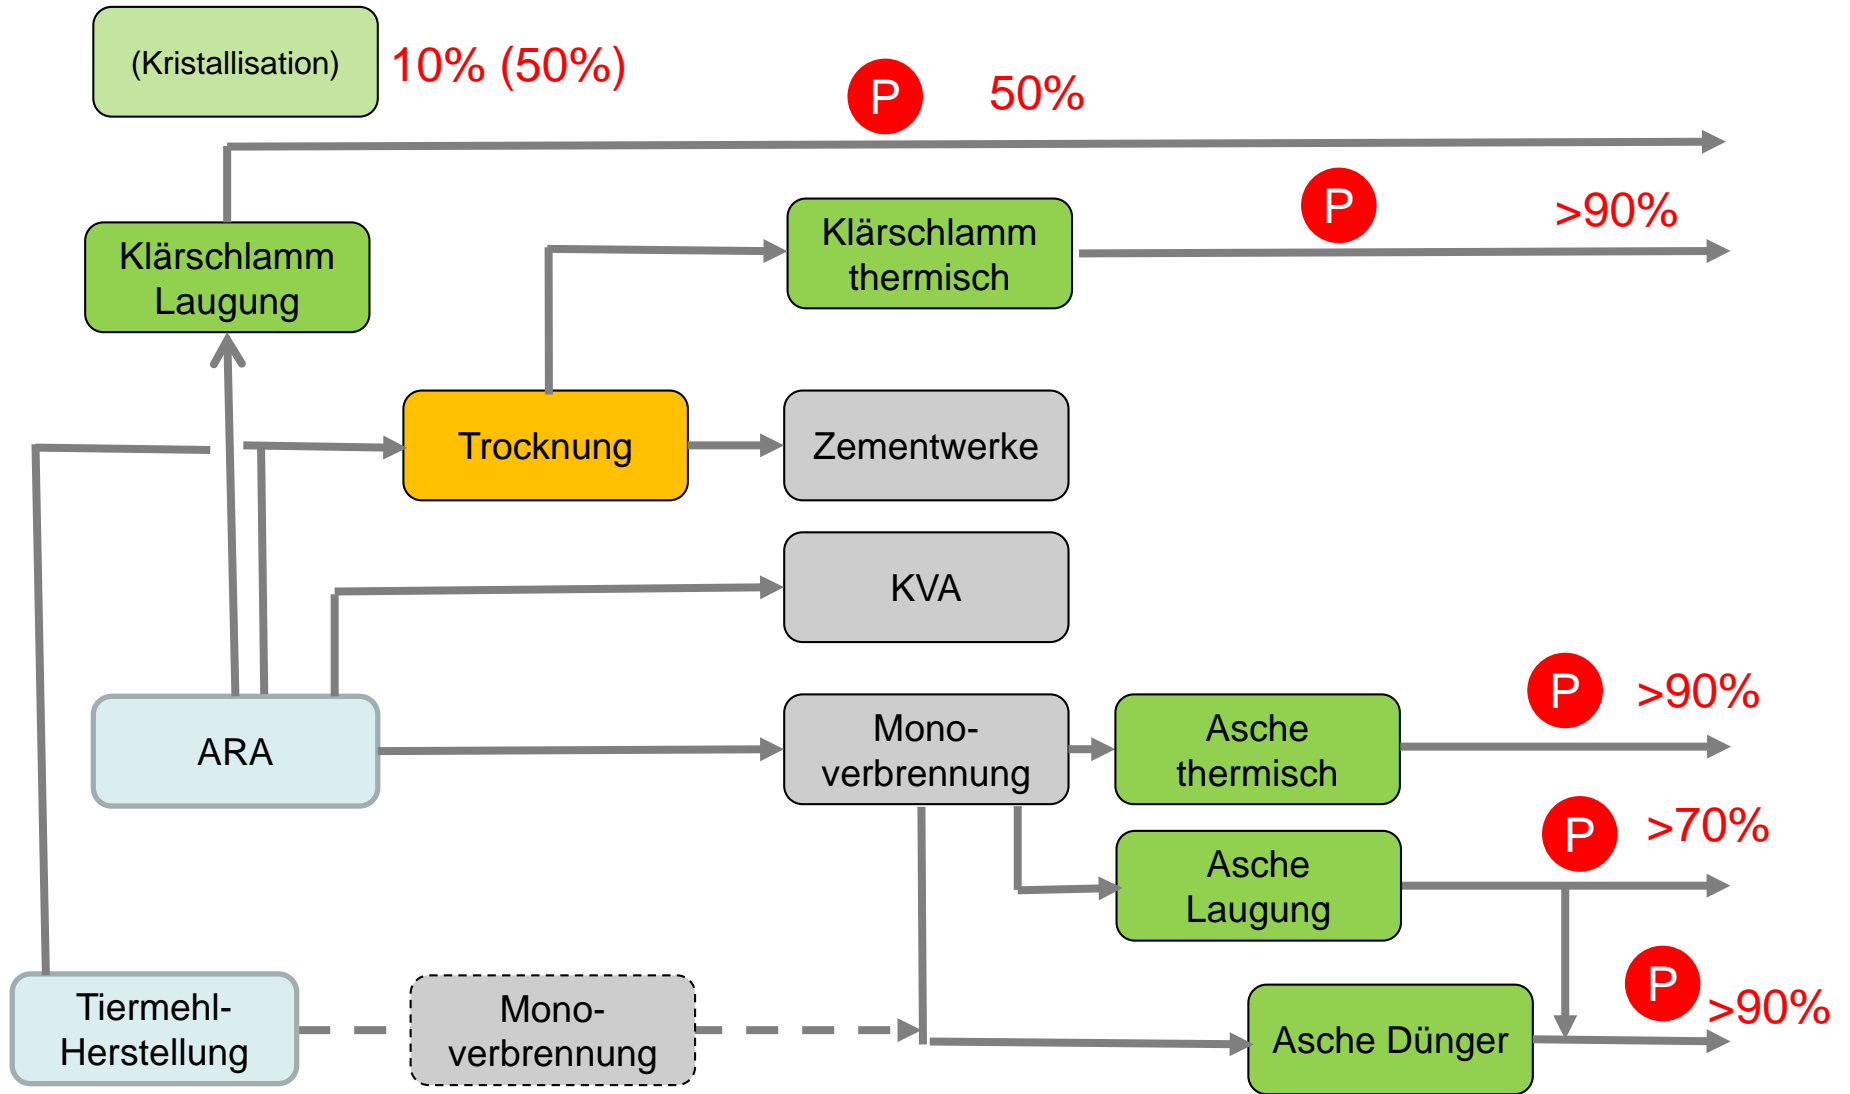 (Kristallisation)
10% (50%)
P
50%
Klärschlamm
Laugung
Klärschlamm
thermisch
P
>90%
Trocknung
Zementwerke
KVA
ARA
Mono-
verbrennung
Asche
thermisch
P
>90%
Asche
Laugung
P
>70%
Tiermehl-
Herstellung
Mono-
verbrennung
Asche Dünger
P
>90%